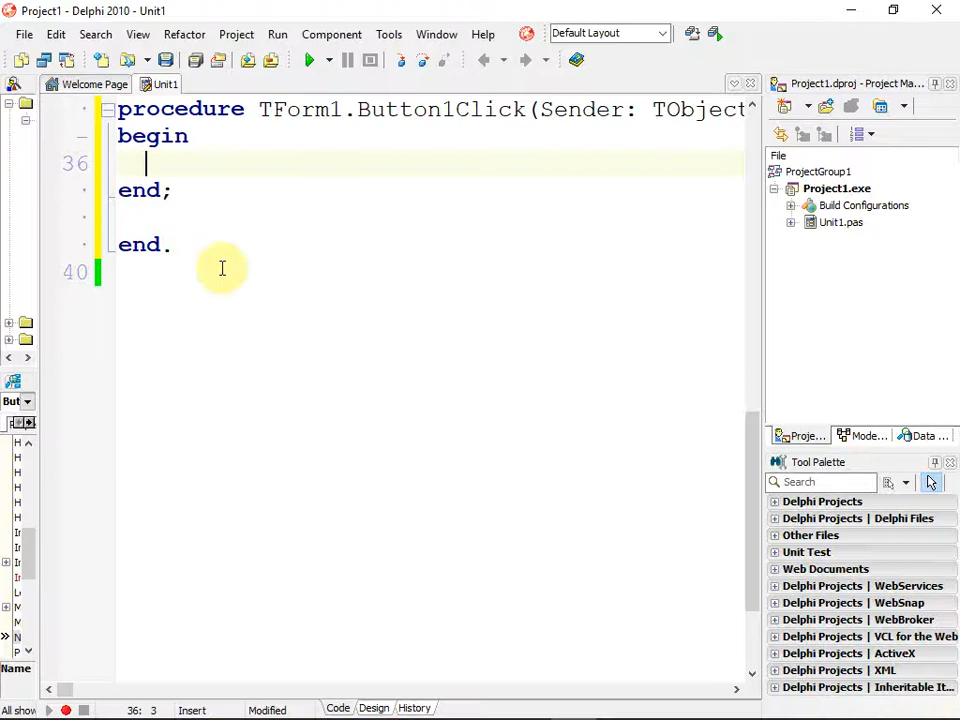 Project1 - Delphi 2010 - Unit1
File Edit Search View Refactor Project Run Component Tools Window Help Default Layout
Welcome Page Unit1
procedure TForm1.Button1Click(Sender: TObject
begin
36
end;
end.
40
Project1.dproj - Project Ma...
File
ProjectGroup1
Project1.exe
Build Configurations
Unit1.pas
Proje... Mode... Data ...
Tool Palette
Search
Delphi Projects
Delphi Projects | Delphi Files
Other Files
Unit Test
Web Documents
Delphi Projects | WebServices
Delphi Projects | WebSnap
Delphi Projects | WebBroker
Delphi Projects | VCL for the Web
Delphi Projects | ActiveX
Delphi Projects | XML
Delphi Projects | Inheritable It...
But
H
H
H
H
H
H
In
In
In
In
Le
M
M
N
P
Name
All show
36: 3 Insert Modified Code Design History